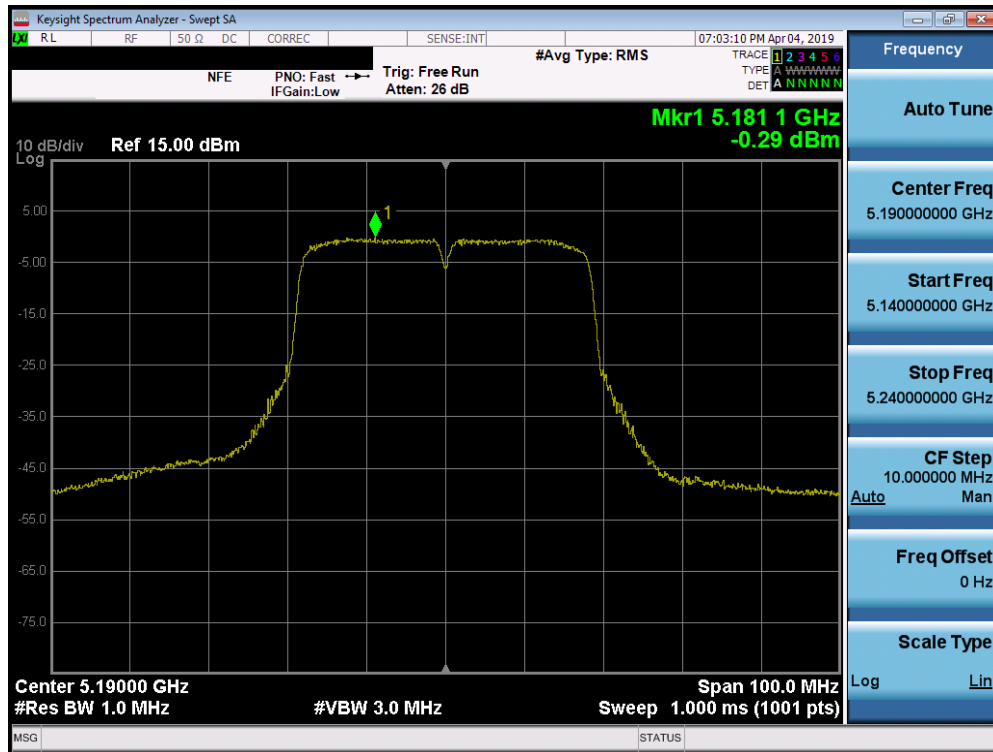 Keysight Spectrum Analyzer - Swept SA
LXI RL RF 50 Ω DC CORREC SENSE:INT 07:03:10 PM Apr 04, 2019
#Avg Type: RMS TRACE 1 2 3 4 5 6
NFE PNO: Fast Trig: Free Run TYPE A WWWWW
IFGain:Low Atten: 26 dB DET A N N N N N
Mkr1 5.181 1 GHz
-0.29 dBm
10 dB/div Ref 15.00 dBm
Log
1
5.00
-5.00
-15.0
-25.0
-35.0
-45.0
-55.0
-65.0
-75.0
Center 5.19000 GHz Span 100.0 MHz
#Res BW 1.0 MHz #VBW 3.0 MHz Sweep 1.000 ms (1001 pts)
MSG STATUS
Frequency
Auto Tune
Center Freq
5.190000000 GHz
Start Freq
5.140000000 GHz
Stop Freq
5.240000000 GHz
CF Step
10.000000 MHz
Auto Man
Freq Offset
0 Hz
Scale Type
Log Lin